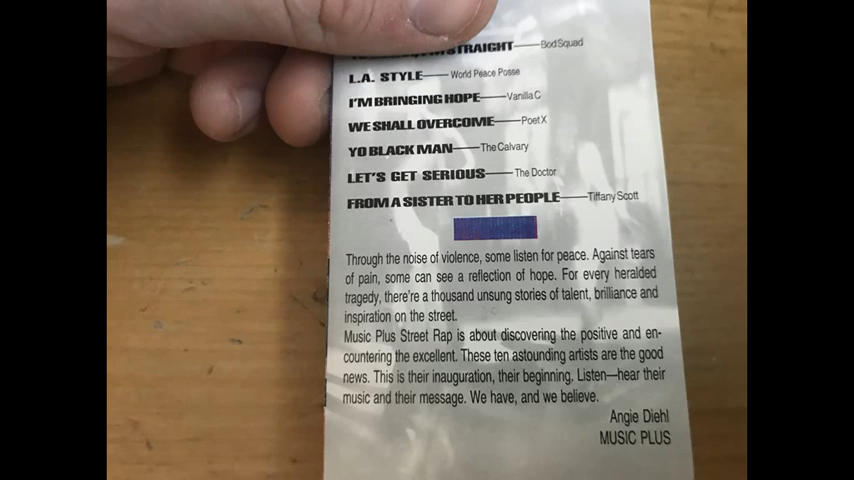 STRAIGHT——BodSquad
L.A. STYLE——World Peace Posse
I'M BRINGING HOPE——Vanilla C
WE SHALL OVERCOME——Poet X
YO BLACK MAN——The Calvary
LET'S GET SERIOUS——The Doctor
FROM A SISTER TO HER PEOPLE——Tiffany Scott
Through the noise of violence, some listen for peace. Against tears
of pain, some can see a reflection of hope. For every heralded
tragedy, there're a thousand unsung stories of talent, brilliance and
inspiration on the street.
Music Plus Street Rap is about discovering the positive and en-
countering the excellent. These ten astounding artists are the good
news. This is their inauguration, their beginning. Listen—hear their
music and their message. We have, and we believe.
Angie Diehl
MUSIC PLUS